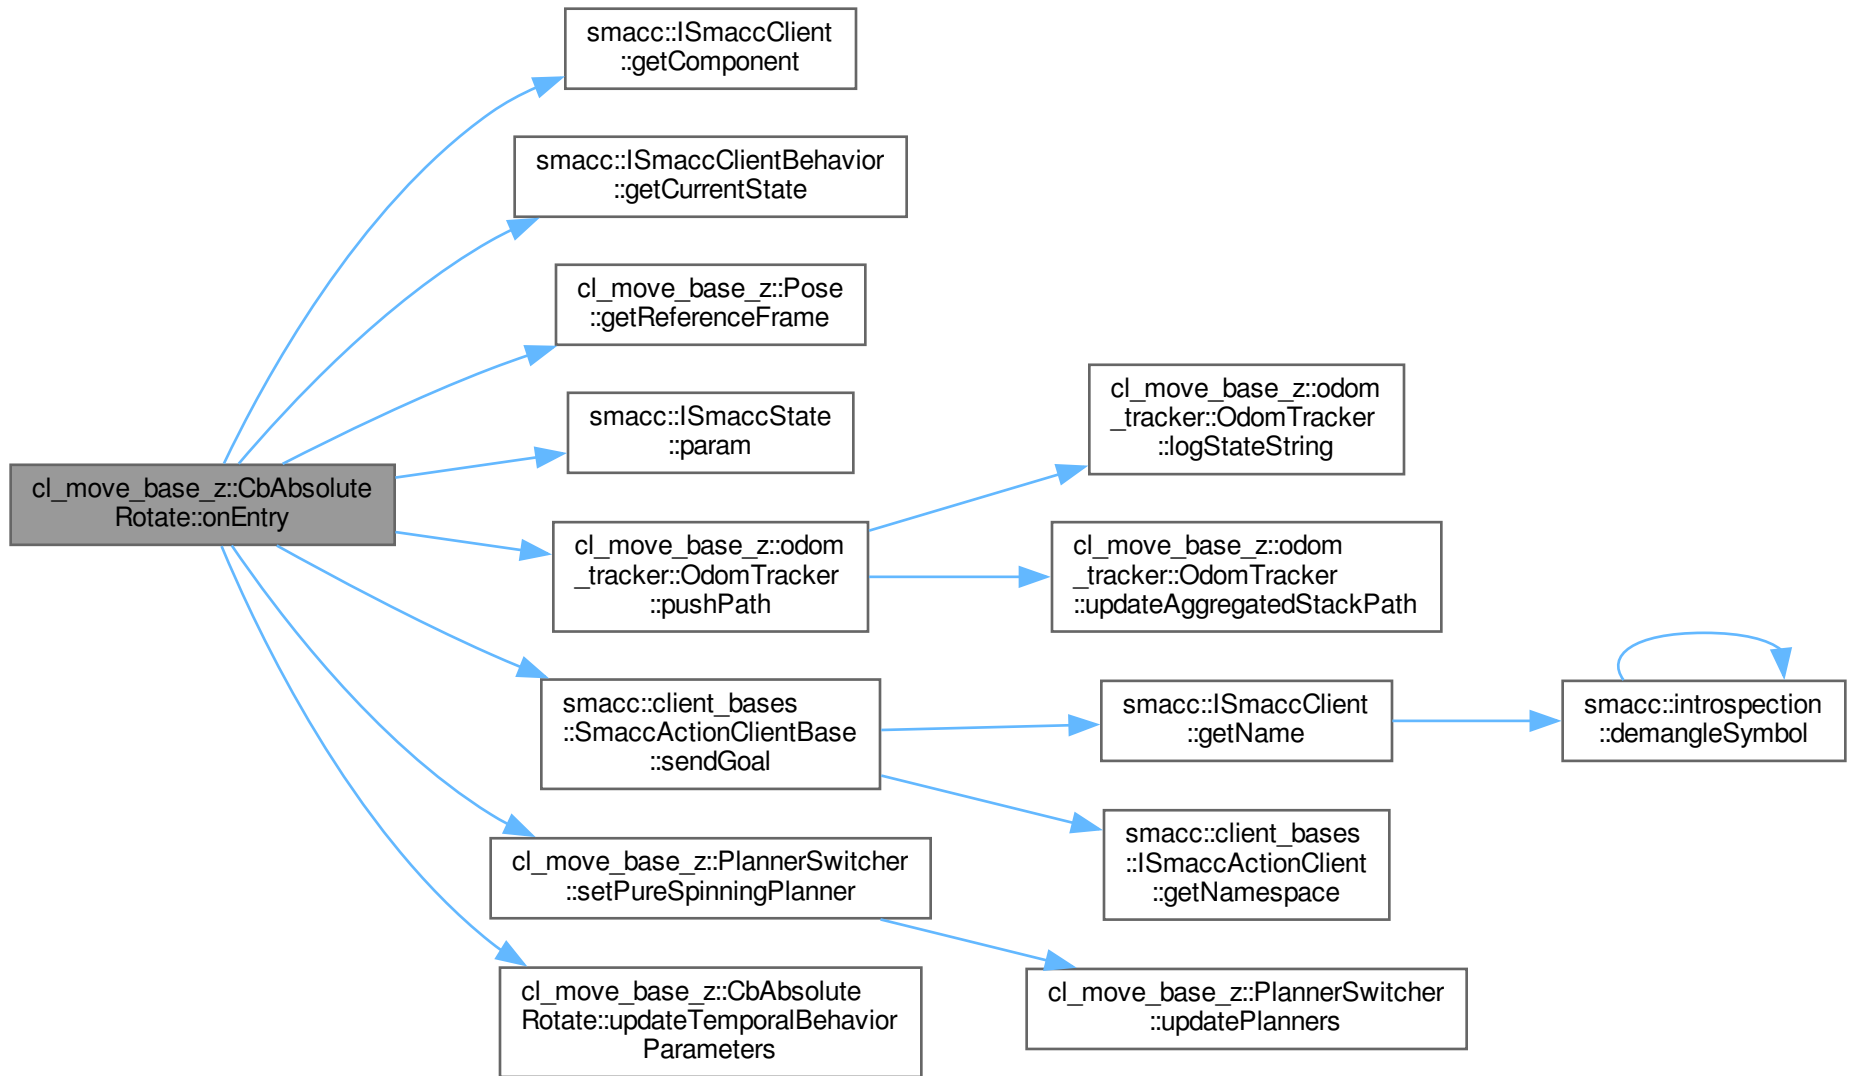 smacc::ISmaccClient
::getComponent
smacc::ISmaccClientBehavior
::getCurrentState
cl_move_base_z::Pose
::getReferenceFrame
smacc::ISmaccState
::param
cl_move_base_z::CbAbsolute
Rotate::onEntry
cl_move_base_z::odom
_tracker::OdomTracker
::pushPath
cl_move_base_z::odom
_tracker::OdomTracker
::logStateString
cl_move_base_z::odom
_tracker::OdomTracker
::updateAggregatedStackPath
smacc::client_bases
::SmaccActionClientBase
::sendGoal
smacc::ISmaccClient
::getName
smacc::introspection
::demangleSymbol
smacc::client_bases
::ISmaccActionClient
::getNamespace
cl_move_base_z::PlannerSwitcher
::setPureSpinningPlanner
cl_move_base_z::PlannerSwitcher
::updatePlanners
cl_move_base_z::CbAbsolute
Rotate::updateTemporalBehavior
Parameters